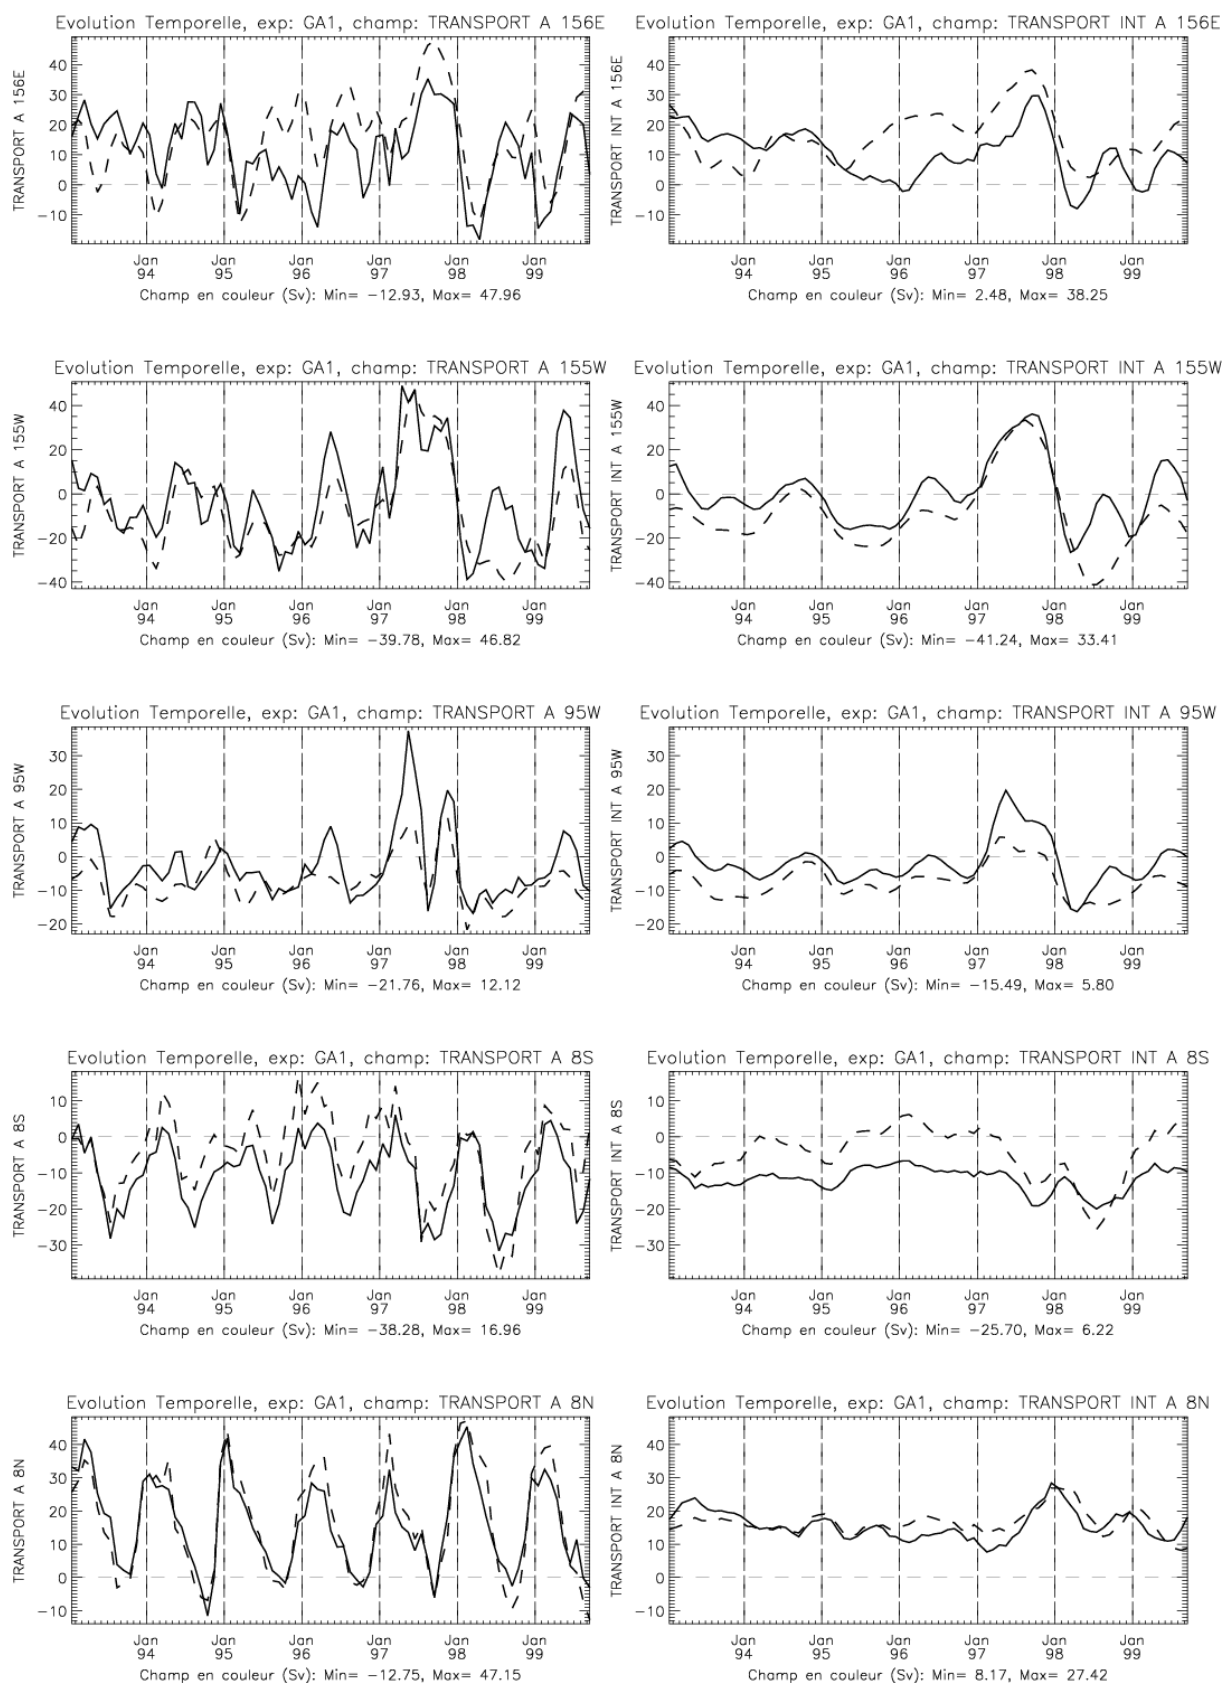 Evolution Temporelle, exp: GA1, champ: TRANSPORT A 156E
TRANSPORT A 156E
40
30
20
10
0
−10
Jan Jan Jan Jan Jan Jan
94 95 96 97 98 99
Champ en couleur (Sv): Min= −12.93, Max= 47.96
Evolution Temporelle, exp: GA1, champ: TRANSPORT INT A 156E
TRANSPORT INT A 156E
40
30
20
10
0
−10
Jan Jan Jan Jan Jan Jan
94 95 96 97 98 99
Champ en couleur (Sv): Min= 2.48, Max= 38.25
Evolution Temporelle, exp: GA1, champ: TRANSPORT A 155W
TRANSPORT A 155W
40
20
0
−20
−40
Jan Jan Jan Jan Jan Jan
94 95 96 97 98 99
Champ en couleur (Sv): Min= −39.78, Max= 46.82
Evolution Temporelle, exp: GA1, champ: TRANSPORT INT A 155W
TRANSPORT INT A 155W
40
20
0
−20
−40
Jan Jan Jan Jan Jan Jan
94 95 96 97 98 99
Champ en couleur (Sv): Min= −41.24, Max= 33.41
Evolution Temporelle, exp: GA1, champ: TRANSPORT A 95W
TRANSPORT A 95W
30
20
10
0
−10
−20
Jan Jan Jan Jan Jan Jan
94 95 96 97 98 99
Champ en couleur (Sv): Min= −21.76, Max= 12.12
Evolution Temporelle, exp: GA1, champ: TRANSPORT INT A 95W
TRANSPORT INT A 95W
30
20
10
0
−10
−20
Jan Jan Jan Jan Jan Jan
94 95 96 97 98 99
Champ en couleur (Sv): Min= −15.49, Max= 5.80
Evolution Temporelle, exp: GA1, champ: TRANSPORT A 8S
TRANSPORT A 8S
10
0
−10
−20
−30
Jan Jan Jan Jan Jan Jan
94 95 96 97 98 99
Champ en couleur (Sv): Min= −38.28, Max= 16.96
Evolution Temporelle, exp: GA1, champ: TRANSPORT INT A 8S
TRANSPORT INT A 8S
10
0
−10
−20
−30
Jan Jan Jan Jan Jan Jan
94 95 96 97 98 99
Champ en couleur (Sv): Min= −25.70, Max= 6.22
Evolution Temporelle, exp: GA1, champ: TRANSPORT A 8N
TRANSPORT A 8N
40
30
20
10
0
−10
Jan Jan Jan Jan Jan Jan
94 95 96 97 98 99
Champ en couleur (Sv): Min= −12.75, Max= 47.15
Evolution Temporelle, exp: GA1, champ: TRANSPORT INT A 8N
TRANSPORT INT A 8N
40
30
20
10
0
−10
Jan Jan Jan Jan Jan Jan
94 95 96 97 98 99
Champ en couleur (Sv): Min= 8.17, Max= 27.42